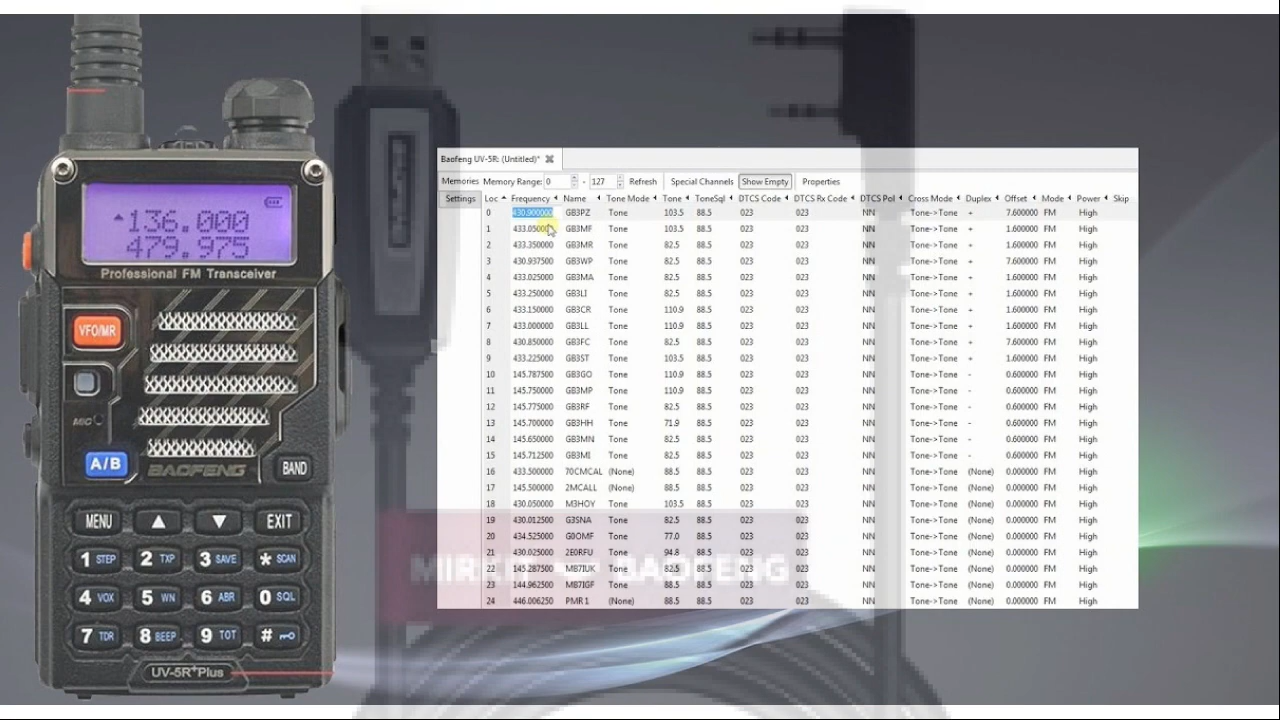 136.000
479.975
Professional FM Transceiver
VFO/MR
MIC
A/B
BAOFENG
BAND
MENU
EXIT
1 STEP 2 TXP 3 SAVE * SCAN
4 VOX 5 WN 6 ABR 0 SQL
7 TDR 8 BEEP 9 TOT #
UV-5R+Plus
Baofeng UV-5R: (Untitled)*
Memories Memory Range: 0 - 127 Refresh Special Channels Show Empty Properties
Settings Loc Frequency Name Tone Mode Tone ToneSql DTCS Code DTCS Rx Code DTCS Pol Cross Mode Duplex Offset Mode Power Skip
0 430.900000 GB3PZ Tone 103.5 88.5 023 023 NN Tone->Tone + 7.600000 FM High
1 433.050000 GB3MF Tone 103.5 88.5 023 023 NN Tone->Tone + 1.600000 FM High
2 433.350000 GB3MR Tone 82.5 88.5 023 023 NN Tone->Tone + 1.600000 FM High
3 430.937500 GB3WP Tone 82.5 88.5 023 023 NN Tone->Tone + 7.600000 FM High
4 433.025000 GB3MA Tone 82.5 88.5 023 023 NN Tone->Tone + 1.600000 FM High
5 433.250000 GB3LI Tone 82.5 88.5 023 023 NN Tone->Tone + 1.600000 FM High
6 433.150000 GB3CR Tone 110.9 88.5 023 023 NN Tone->Tone + 1.600000 FM High
7 433.000000 GB3LL Tone 110.9 88.5 023 023 NN Tone->Tone + 1.600000 FM High
8 430.850000 GB3FC Tone 82.5 88.5 023 023 NN Tone->Tone + 7.600000 FM High
9 433.225000 GB3ST Tone 103.5 88.5 023 023 NN Tone->Tone + 1.600000 FM High
10 145.787500 GB3GO Tone 110.9 88.5 023 023 NN Tone->Tone - 0.600000 FM High
11 145.750000 GB3MP Tone 110.9 88.5 023 023 NN Tone->Tone - 0.600000 FM High
12 145.775000 GB3RF Tone 82.5 88.5 023 023 NN Tone->Tone - 0.600000 FM High
13 145.700000 GB3HH Tone 71.9 88.5 023 023 NN Tone->Tone - 0.600000 FM High
14 145.650000 GB3MN Tone 82.5 88.5 023 023 NN Tone->Tone - 0.600000 FM High
15 145.712500 GB3MI Tone 82.5 88.5 023 023 NN Tone->Tone - 0.600000 FM High
16 433.500000 70CMCAL (None) 88.5 88.5 023 023 NN Tone->Tone (None) 0.000000 FM High
17 145.500000 2MCALL (None) 88.5 88.5 023 023 NN Tone->Tone (None) 0.000000 FM High
18 430.050000 M3HOY Tone 103.5 88.5 023 023 NN Tone->Tone (None) 0.000000 FM High
19 430.012500 G3SNA Tone 82.5 88.5 023 023 NN Tone->Tone (None) 0.000000 FM High
20 434.525000 G0OMF Tone 77.0 88.5 023 023 NN Tone->Tone (None) 0.000000 FM High
21 430.025000 2E0RFU Tone 94.8 88.5 023 023 NN Tone->Tone (None) 0.000000 FM High
22 145.287500 MB7IUK Tone 82.5 88.5 023 023 NN Tone->Tone (None) 0.000000 FM High
23 144.962500 MB7IGF Tone 82.5 88.5 023 023 NN Tone->Tone (None) 0.000000 FM High
24 446.006250 PMR 1 (None) 88.5 88.5 023 023 NN Tone->Tone (None) 0.000000 FM High
BAOFENG